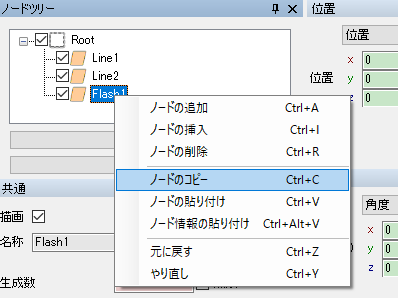 ノードツリー
Root
Line1
Line2
Flash1
ノードの追加 Ctrl+A
ノードの挿入 Ctrl+I
ノードの削除 Ctrl+R
ノードのコピー Ctrl+C
ノードの貼り付け Ctrl+V
ノード情報の貼り付け Ctrl+Alt+V
元に戻す Ctrl+Z
やり直し Ctrl+Y
共通
描画
名称 Flash1
生成数
位置
位置
位置
x 0
y 0
z 0
角度
x 0
y 0
z 0